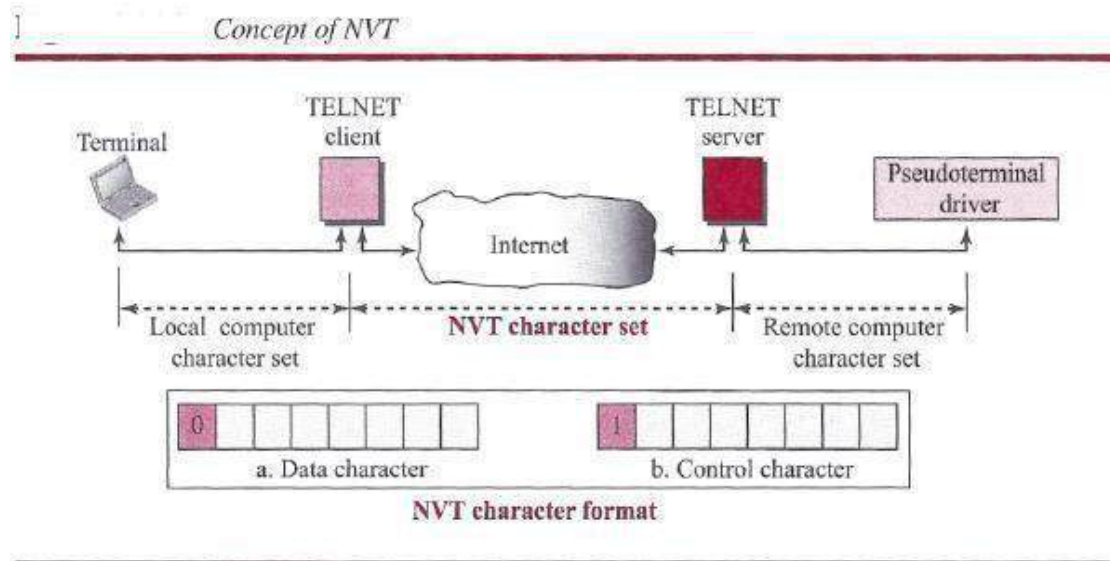 Concept of NVT
TELNET
client
TELNET
server
Terminal
Pseudoterminal
driver
Internet
Local computer
character set
NVT character set
Remote computer
character set
0
1
a. Data character
b. Control character
NVT character format